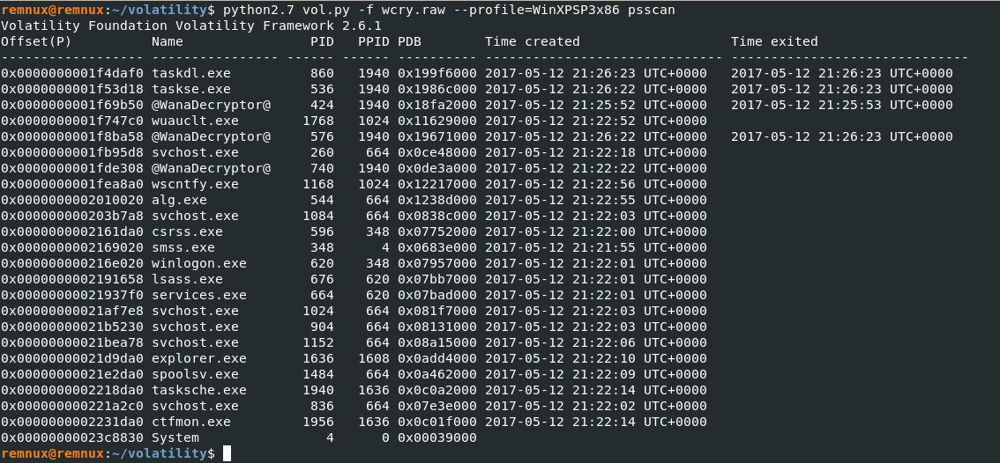 remnux@remnux:~/volatility$ python2.7 vol.py -f wcry.raw --profile=WinXPSP3x86 psscan
Volatility Foundation Volatility Framework 2.6.1
Offset(P)          Name                PID   PPID PDB        Time created                   Time exited
------------------ ---------------- ------ ------ ---------- ------------------------------ ------------------------------
0x0000000001f4daf0 taskdl.exe          860   1940 0x199f6000 2017-05-12 21:26:23 UTC+0000   2017-05-12 21:26:23 UTC+0000
0x0000000001f53d18 taskse.exe          536   1940 0x1986c000 2017-05-12 21:26:22 UTC+0000   2017-05-12 21:26:23 UTC+0000
0x0000000001f69b50 @WanaDecryptor@     424   1940 0x18fa2000 2017-05-12 21:25:52 UTC+0000   2017-05-12 21:25:53 UTC+0000
0x0000000001f747c0 wuauclt.exe        1768   1024 0x11629000 2017-05-12 21:22:52 UTC+0000
0x0000000001f8ba58 @WanaDecryptor@     576   1940 0x19671000 2017-05-12 21:26:22 UTC+0000   2017-05-12 21:26:23 UTC+0000
0x0000000001fb95d8 svchost.exe         260    664 0x0ce48000 2017-05-12 21:22:18 UTC+0000
0x0000000001fde308 @WanaDecryptor@     740   1940 0x0de3a000 2017-05-12 21:22:22 UTC+0000
0x0000000001fea8a0 wscntfy.exe        1168   1024 0x12217000 2017-05-12 21:22:56 UTC+0000
0x0000000002010020 alg.exe             544    664 0x1238d000 2017-05-12 21:22:55 UTC+0000
0x000000000203b7a8 svchost.exe        1084    664 0x0838c000 2017-05-12 21:22:03 UTC+0000
0x0000000002161da0 csrss.exe           596    348 0x07752000 2017-05-12 21:22:00 UTC+0000
0x0000000002169020 smss.exe            348      4 0x0683e000 2017-05-12 21:21:55 UTC+0000
0x000000000216e020 winlogon.exe        620    348 0x07957000 2017-05-12 21:22:01 UTC+0000
0x0000000002191658 lsass.exe           676    620 0x07bb7000 2017-05-12 21:22:01 UTC+0000
0x00000000021937f0 services.exe        664    620 0x07bad000 2017-05-12 21:22:01 UTC+0000
0x00000000021af7e8 svchost.exe        1024    664 0x081f7000 2017-05-12 21:22:03 UTC+0000
0x00000000021b5230 svchost.exe         904    664 0x08131000 2017-05-12 21:22:03 UTC+0000
0x00000000021bea78 svchost.exe        1152    664 0x08a15000 2017-05-12 21:22:06 UTC+0000
0x00000000021d9da0 explorer.exe       1636   1608 0x0add4000 2017-05-12 21:22:10 UTC+0000
0x00000000021e2da0 spoolsv.exe        1484    664 0x0a462000 2017-05-12 21:22:09 UTC+0000
0x0000000002218da0 tasksche.exe       1940   1636 0x0c0a2000 2017-05-12 21:22:14 UTC+0000
0x000000000221a2c0 svchost.exe         836    664 0x07e3e000 2017-05-12 21:22:02 UTC+0000
0x0000000002231da0 ctfmon.exe         1956   1636 0x0c01f000 2017-05-12 21:22:14 UTC+0000
0x00000000023c8830 System                4      0 0x00039000
remnux@remnux:~/volatility$